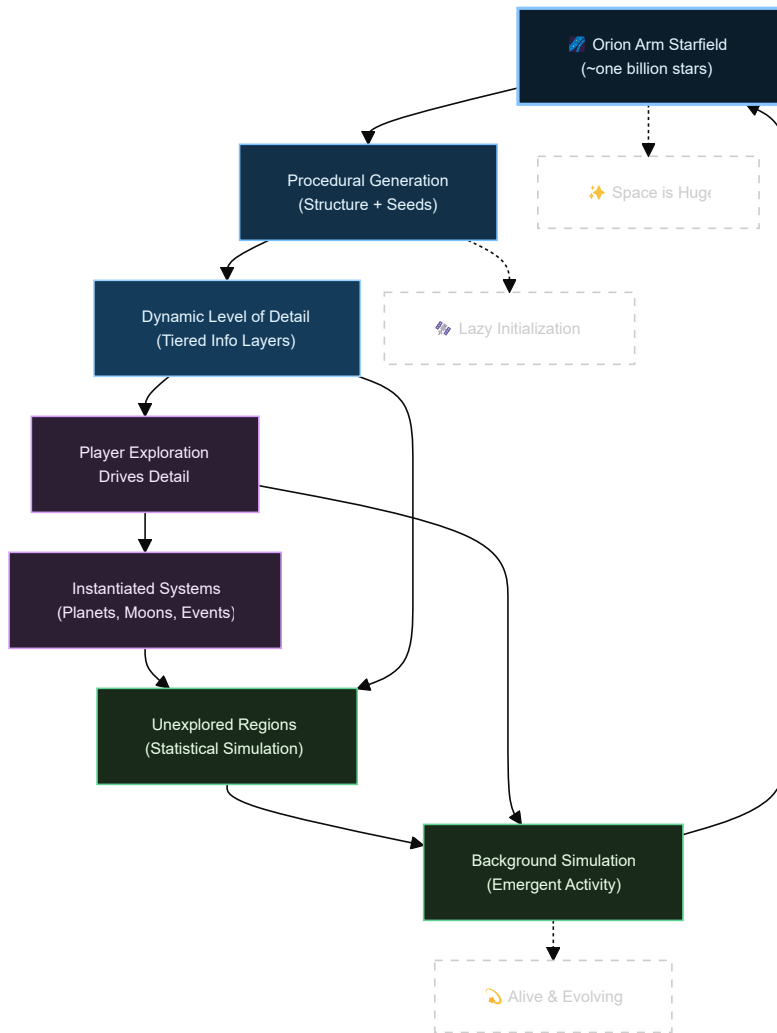 🌌 Orion Arm Starfield
(~one billion stars)
✨ Space is Huge
Procedural Generation
(Structure + Seeds)
🛰️ Lazy Initialization
Dynamic Level of Detail
(Tiered Info Layers)
Player Exploration
Drives Detail
Instantiated Systems
(Planets, Moons, Events)
Unexplored Regions
(Statistical Simulation)
Background Simulation
(Emergent Activity)
💫 Alive & Evolving